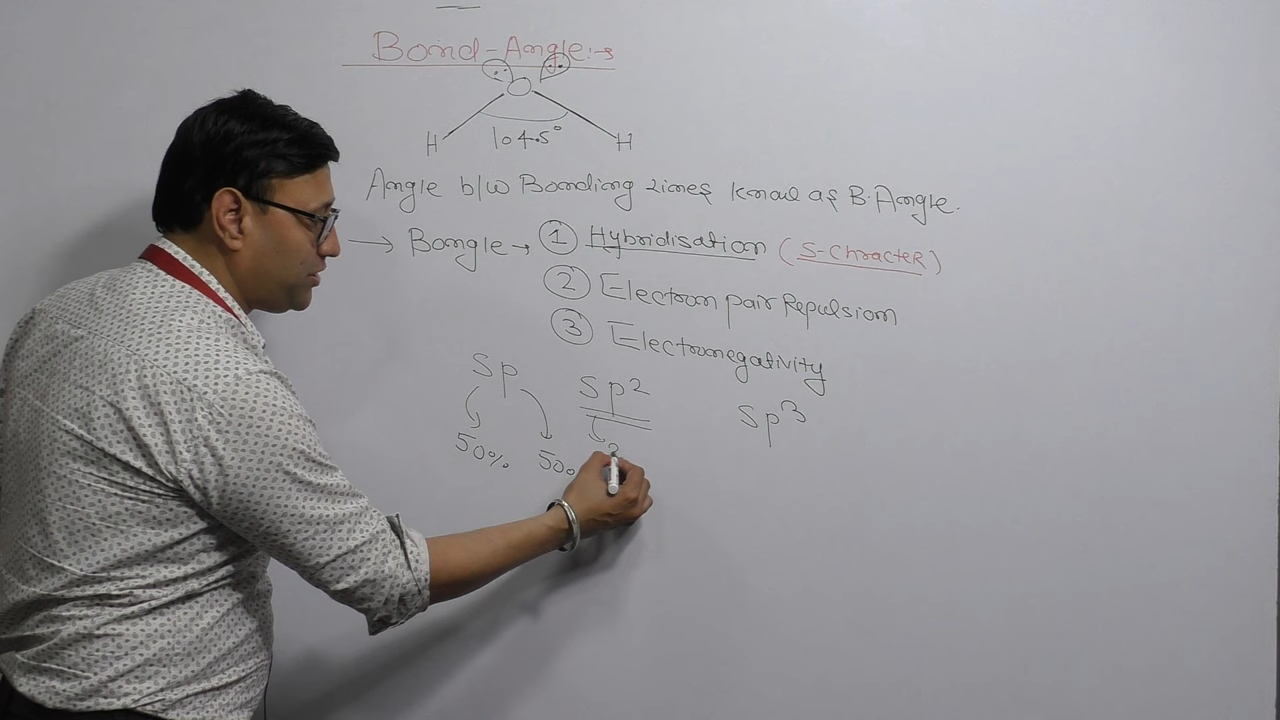 Bond-Angle:→
H 104.5° H
Angle b/w Bonding Lines Known as B.Angle.
→ Bangle → ① Hybridisation (S-ChracteR)
② Electron pair Repulsion
③ Electronegativity
Sp Sp2 Sp3
50% 50%